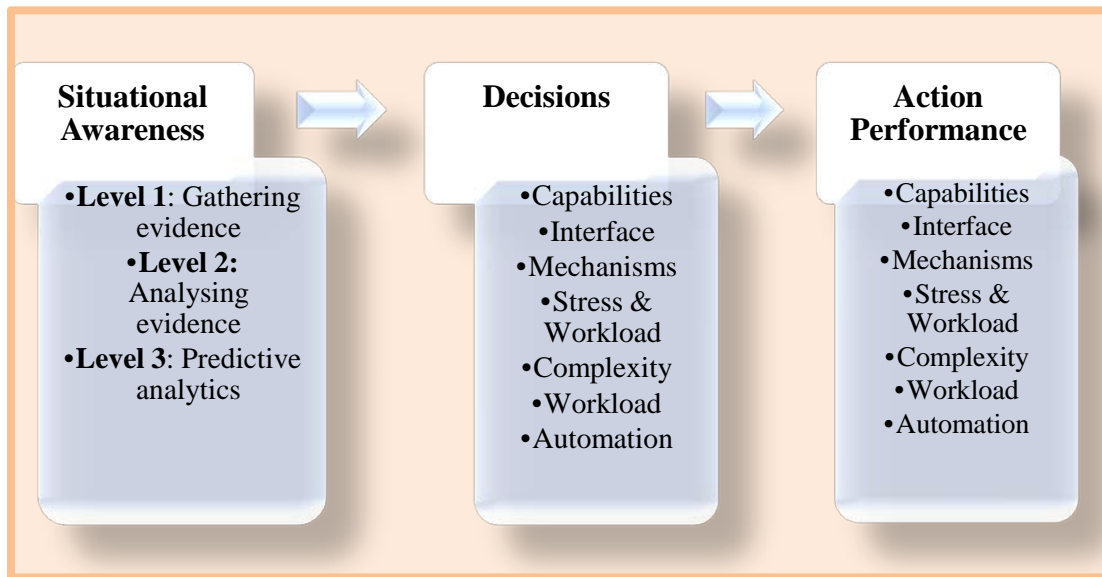 Situational
Awareness
•Level 1: Gathering
evidence
•Level 2:
Analysing
evidence
•Level 3: Predictive
analytics
Decisions
•Capabilities
•Interface
•Mechanisms
•Stress &
Workload
•Complexity
•Workload
•Automation
Action
Performance
•Capabilities
•Interface
•Mechanisms
•Stress &
Workload
•Complexity
•Workload
•Automation